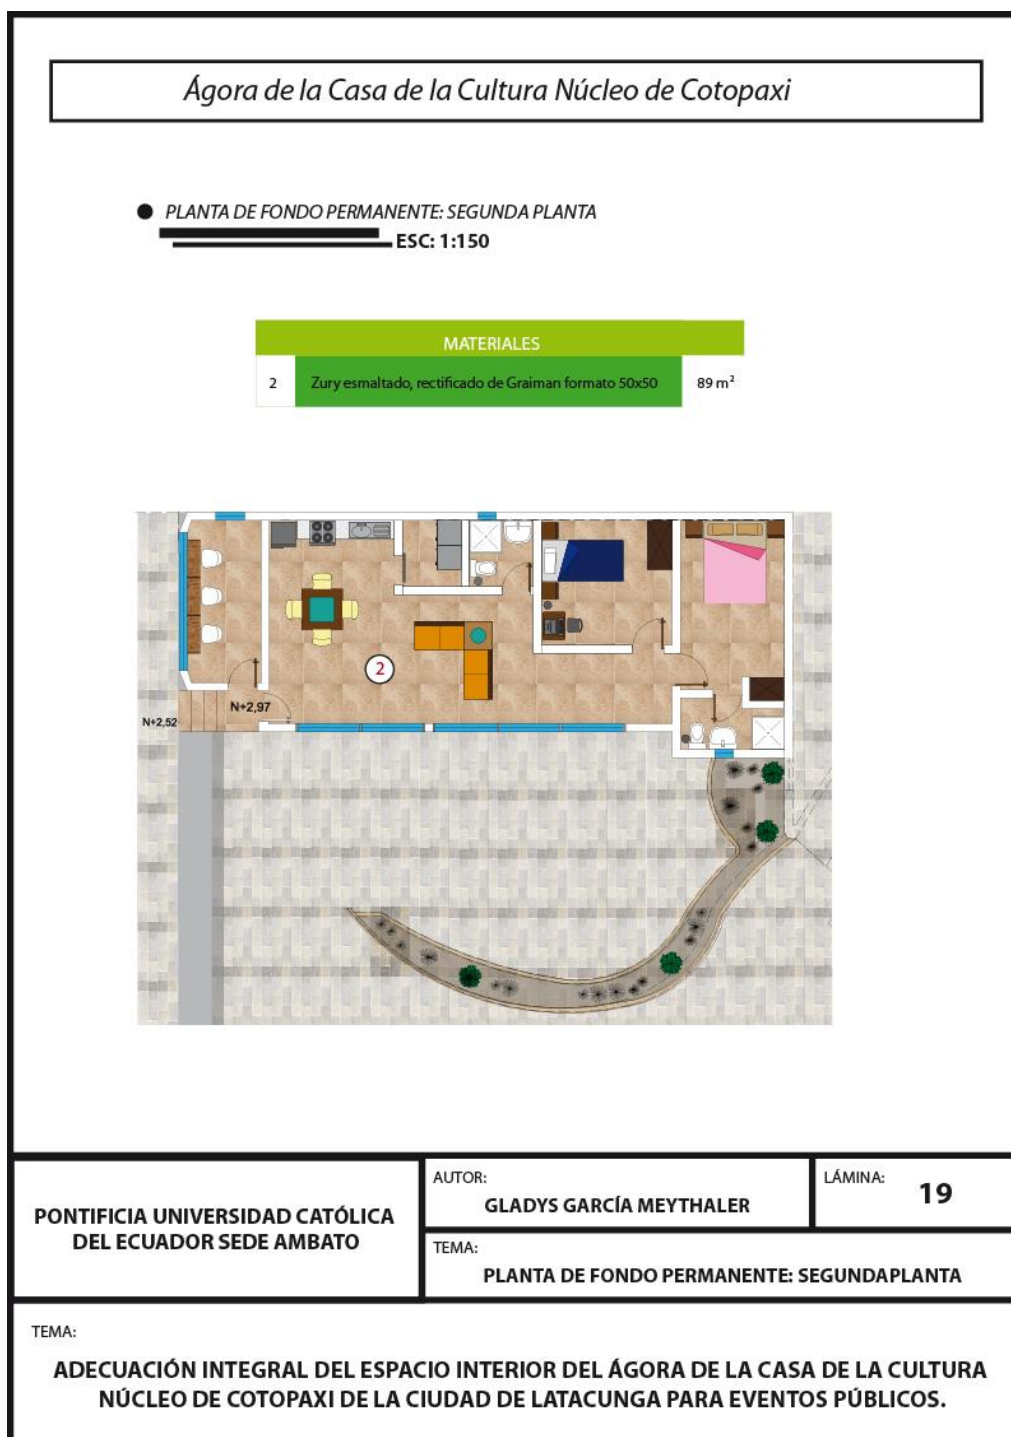 Ágora de la Casa de la Cultura Núcleo de Cotopaxi
PLANTA DE FONDO PERMANENTE: SEGUNDA PLANTA
ESC: 1:150
MATERIALES
2 Zury esmaltado, rectificado de Graiman formato 50x50 89 m²
2
N+2,97
N+2,52
PONTIFICIA UNIVERSIDAD CATÓLICA
DEL ECUADOR SEDE AMBATO
AUTOR:
GLADYS GARCÍA MEYTHALER
LÁMINA: 19
TEMA:
PLANTA DE FONDO PERMANENTE: SEGUNDAPLANTA
TEMA:
ADECUACIÓN INTEGRAL DEL ESPACIO INTERIOR DEL ÁGORA DE LA CASA DE LA CULTURA
NÚCLEO DE COTOPAXI DE LA CIUDAD DE LATACUNGA PARA EVENTOS PÚBLICOS.